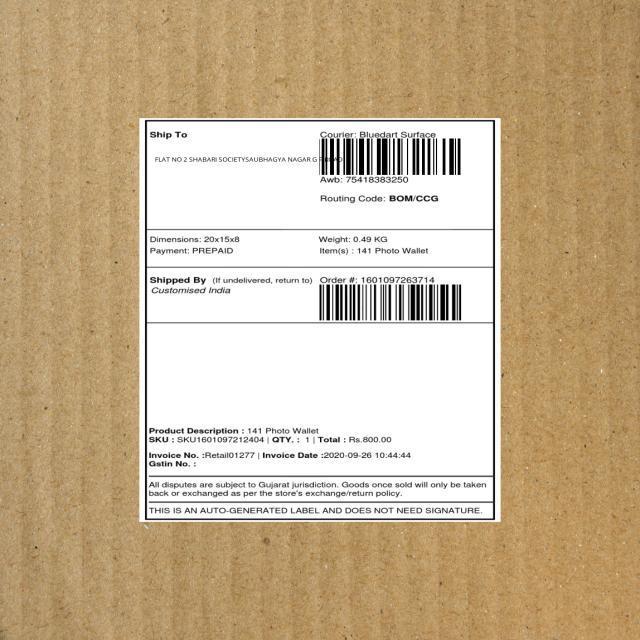 Ship To
Courier: Bluedart Surface
FLAT NO 2 SHABARI SOCIETYSAUBHAGYA NAGAR G
Awb: 75418383250
Routing Code: BOM/CCG
Dimensions: 20x15x8
Weight: 0.49 KG
Payment: PREPAID
Item(s) : 141 Photo Wallet
Shipped By (If undelivered, return to)
Order #: 1601097263714
Customised India
Product Description : 141 Photo Wallet
SKU : SKU1601097212404 | QTY. : 1 | Total : Rs.800.00
Invoice No. :Retail01277 | Invoice Date :2020-09-26 10:44:44
Gstin No. :
All disputes are subject to Gujarat jurisdiction. Goods once sold will only be taken
back or exchanged as per the store's exchange/return policy.
THIS IS AN AUTO-GENERATED LABEL AND DOES NOT NEED SIGNATURE.